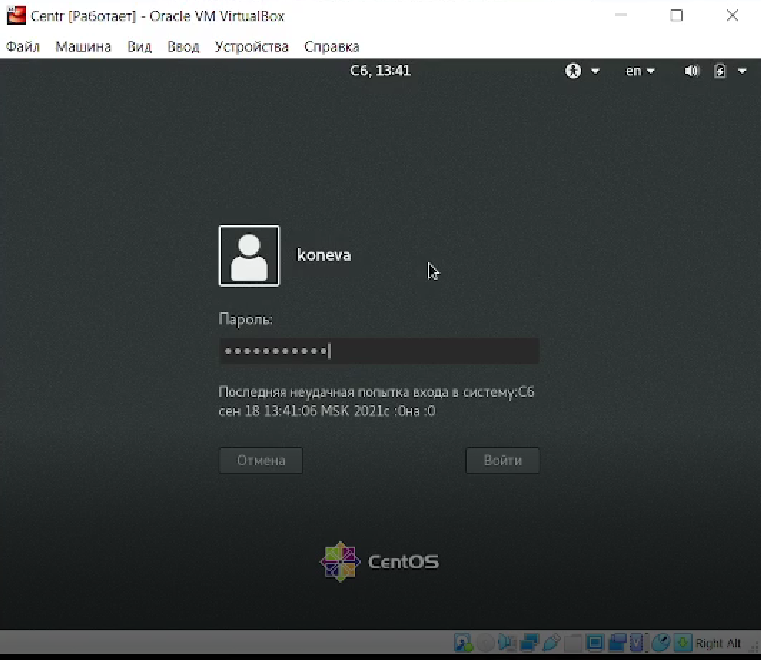 Centr [Работает] - Oracle VM VirtualBox
Файл Машина Вид Ввод Устройства Справка
Сб, 13:41 en
koneva
Пароль:
Последняя неудачная попытка входа в систему:Сб
сен 18 13:41:06 MSK 2021с :0на :0
Отмена Войти
CentOS
Right Alt